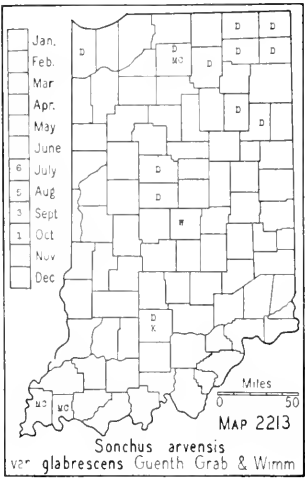 Jan.
Feb.
Mar
Apr.
May
June
6 July
5 Aug
3 Sept
1 Oct
Nov
Dec
D
D
D
D
MC
D
D
D
D
D
D
D
W
D
K
MC
MC
Miles
0 50
MAP 2213
Sonchus arvensis
var glabrescens Guenth Grab & Wimm